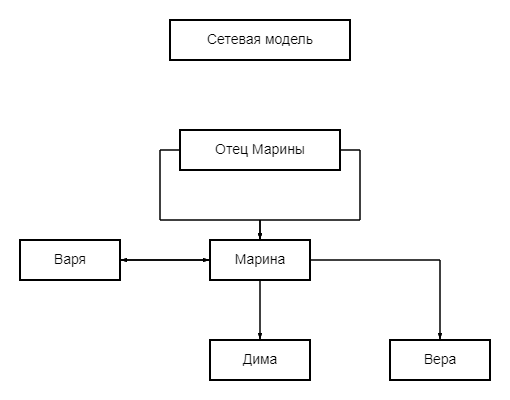 Сетевая модель
Отец Марины
Варя
Марина
Дима
Вера